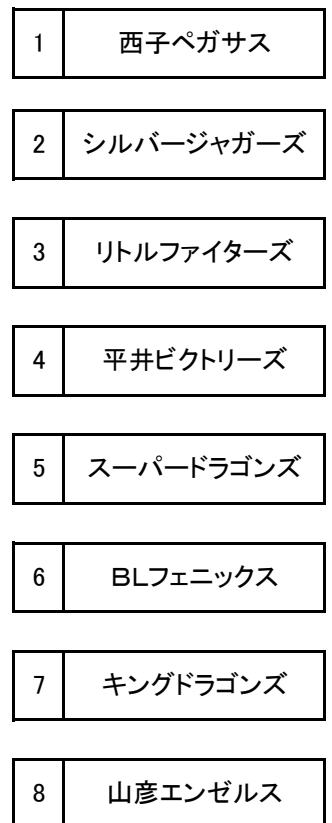 1 西子ペガサス
2 シルバージャガーズ
3 リトルファイターズ
4 平井ビクトリーズ
5 スーパードラゴンズ
6 ＢＬフェニックス
7 キングドラゴンズ
8 山彦エンゼルス